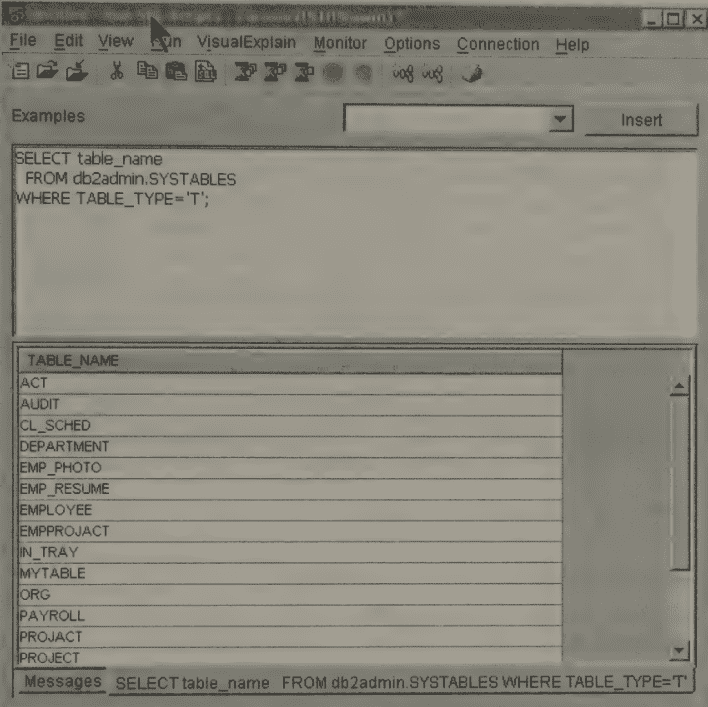 File Edit View Run VisualExplain Monitor Options Connection Help
Examples Insert
SELECT table_name
FROM db2admin.SYSTABLES
WHERE TABLE_TYPE='T';
TABLE_NAME
ACT
AUDIT
CL_SCHED
DEPARTMENT
EMP_PHOTO
EMP_RESUME
EMPLOYEE
EMPPROJACT
IN_TRAY
MYTABLE
ORG
PAYROLL
PROJACT
PROJECT
Messages SELECT table_name FROM db2admin.SYSTABLES WHERE TABLE_TYPE='T'